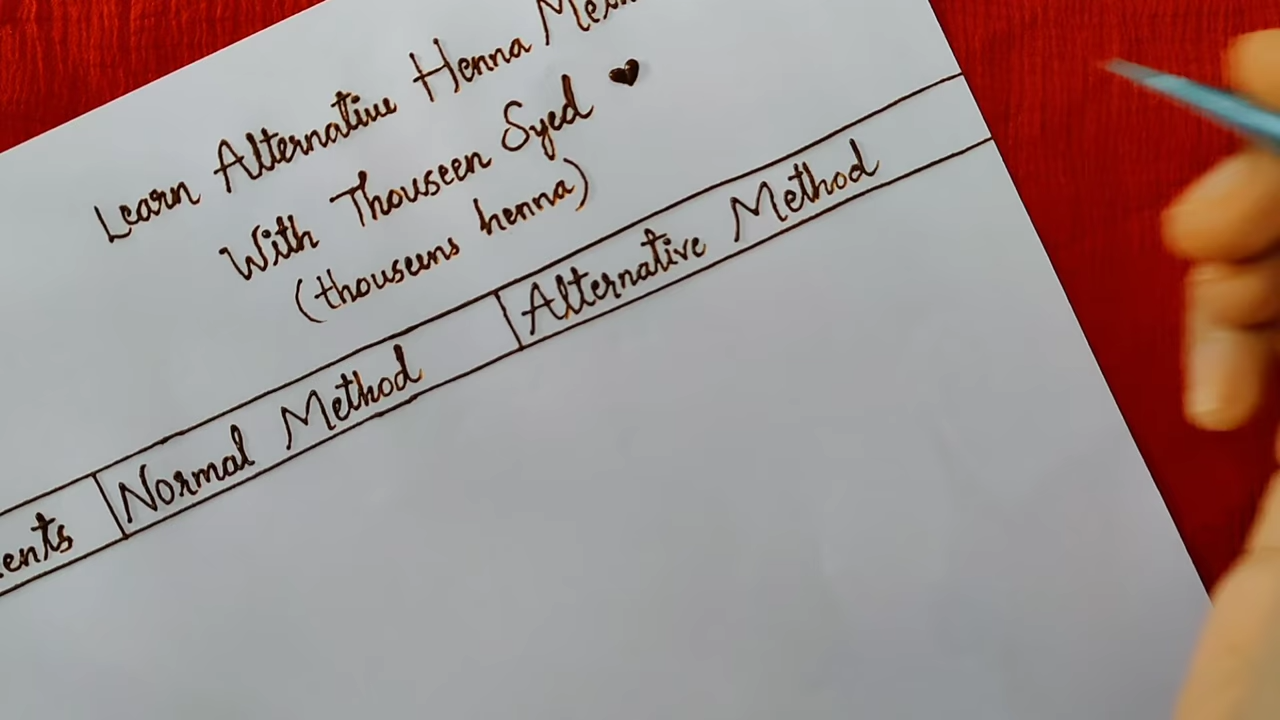 Learn Alternative Henna
With Thouseen Syed
(thouseens henna)
Normal Method
Alternative Method